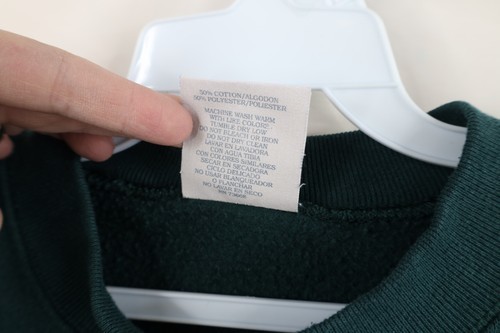 50% COTTON/ALGODON
50% POLYESTER/POLIESTER
MACHINE WASH WARM
WITH LIKE COLORS
TUMBLE DRY LOW
DO NOT BLEACH OR IRON
DO NOT DRY CLEAN
LAVAR EN LAVADORA
CON AGUA TIBIA
CON COLORES SIMILARES
SECAR EN SECADORA
CICLO DELICADO
NO USAR BLANQUEADOR
O PLANCHAR
NO LAVAR EN SECO